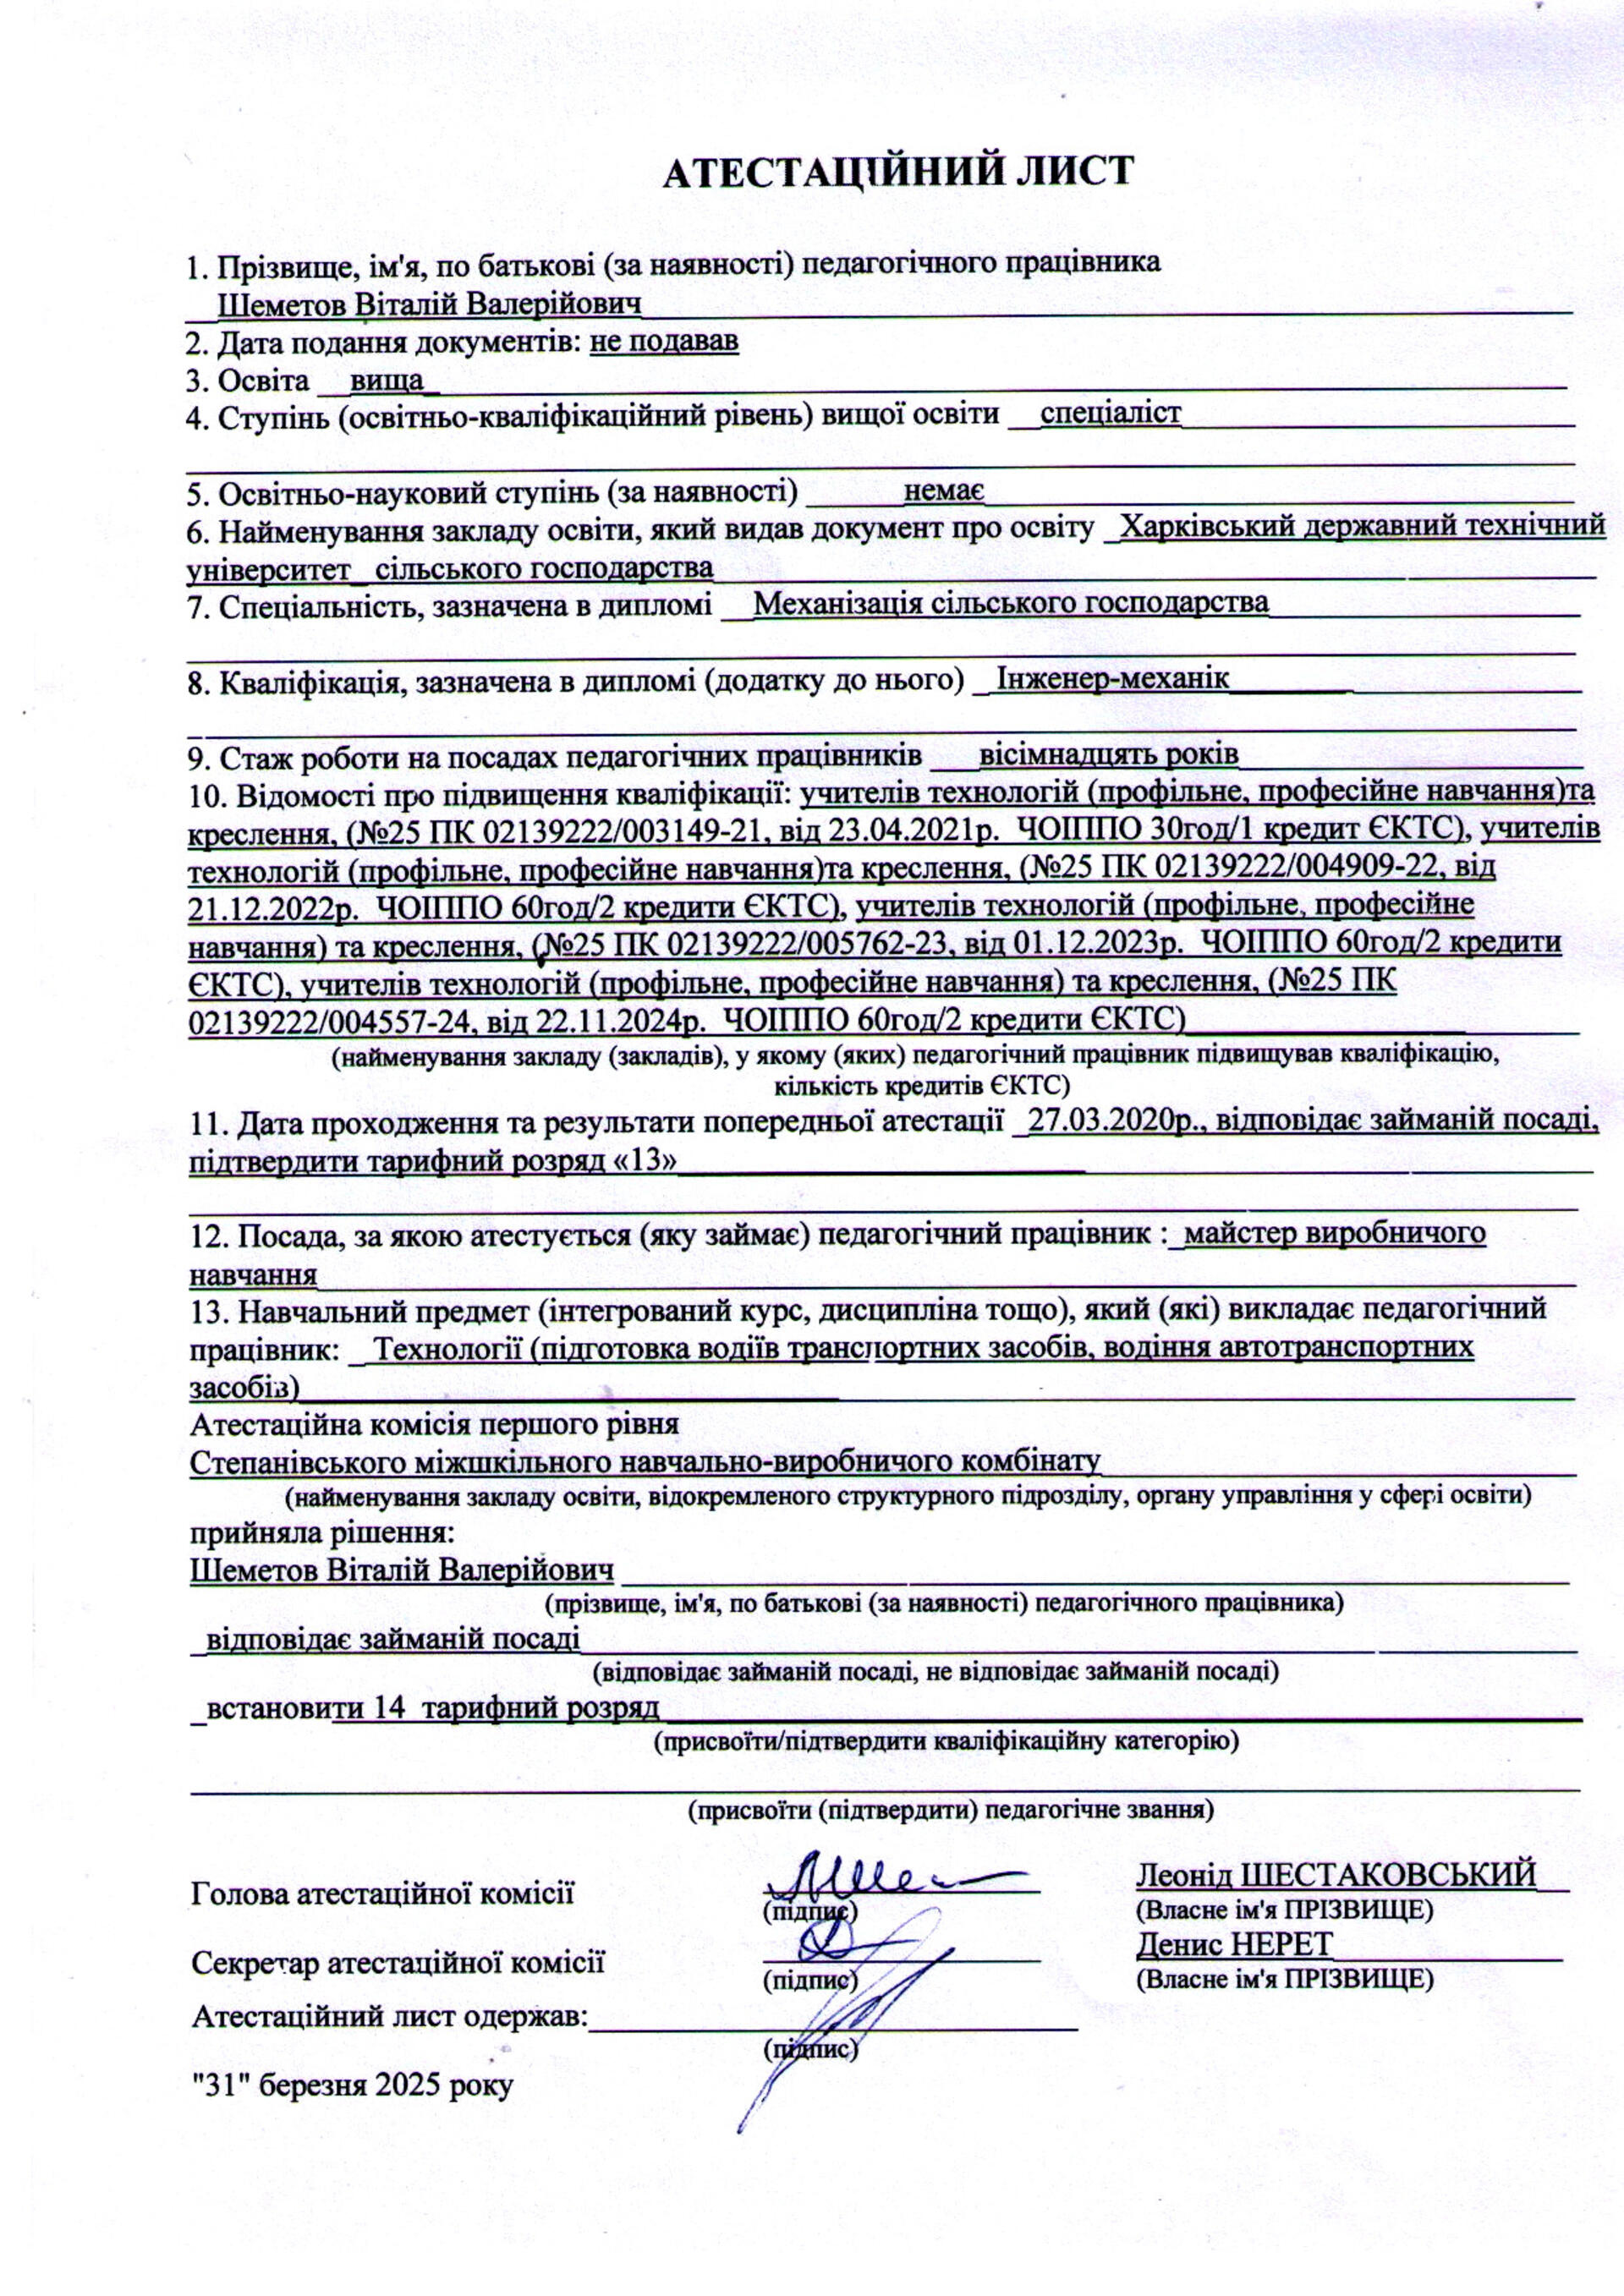 АТЕСТАЦІЙНИЙ ЛИСТ
1. Прізвище, ім'я, по батькові (за наявності) педагогічного працівника
Шеметов Віталій Валерійович
2. Дата подання документів: не подавав
3. Освіта вища
4. Ступінь (освітньо-кваліфікаційний рівень) вищої освіти спеціаліст
5. Освітньо-науковий ступінь (за наявності) немає
6. Найменування закладу освіти, який видав документ про освіту Харківський державний технічний
університет сільського господарства
7. Спеціальність, зазначена в дипломі Механізація сільського господарства
8. Кваліфікація, зазначена в дипломі (додатку до нього) Інженер-механік
9. Стаж роботи на посадах педагогічних працівників вісімнадцять років
10. Відомості про підвищення кваліфікації: учителів технологій (профільне, професійне навчання)та
креслення, (№25 ПК 02139222/003149-21, від 23.04.2021р. ЧОІППО 30год/1 кредит ЄКТС), учителів
технологій (профільне, професійне навчання)та креслення, (№25 ПК 02139222/004909-22, від
21.12.2022р. ЧОІППО 60год/2 кредити ЄКТС), учителів технологій (профільне, професійне
навчання) та креслення, (№25 ПК 02139222/005762-23, від 01.12.2023р. ЧОІППО 60год/2 кредити
ЄКТС), учителів технологій (профільне, професійне навчання) та креслення, (№25 ПК
02139222/004557-24, від 22.11.2024р. ЧОІППО 60год/2 кредити ЄКТС)
(найменування закладу (закладів), у якому (яких) педагогічний працівник підвищував кваліфікацію,
кількість кредитів ЄКТС)
11. Дата проходження та результати попередньої атестації 27.03.2020р., відповідає займаній посаді,
підтвердити тарифний розряд «13»
12. Посада, за якою атестується (яку займає) педагогічний працівник : майстер виробничого
навчання
13. Навчальний предмет (інтегрований курс, дисципліна тощо), який (які) викладає педагогічний
працівник: Технології (підготовка водіїв транспортних засобів, водіння автотранспортних
засобів)
Атестаційна комісія першого рівня
Степанівського міжшкільного навчально-виробничого комбінату
(найменування закладу освіти, відокремленого структурного підрозділу, органу управління у сфері освіти)
прийняла рішення:
Шеметов Віталій Валерійович
(прізвище, ім'я, по батькові (за наявності) педагогічного працівника)
відповідає займаній посаді
(відповідає займаній посаді, не відповідає займаній посаді)
встановити 14 тарифний розряд
(присвоїти/підтвердити кваліфікаційну категорію)
(присвоїти (підтвердити) педагогічне звання)
Голова атестаційної комісії Леонід ШЕСТАКОВСЬКИЙ
(підпис) (Власне ім'я ПРІЗВИЩЕ)
Секретар атестаційної комісії Денис НЕРЕТ
(підпис) (Власне ім'я ПРІЗВИЩЕ)
Атестаційний лист одержав:
(підпис)
"31" березня 2025 року